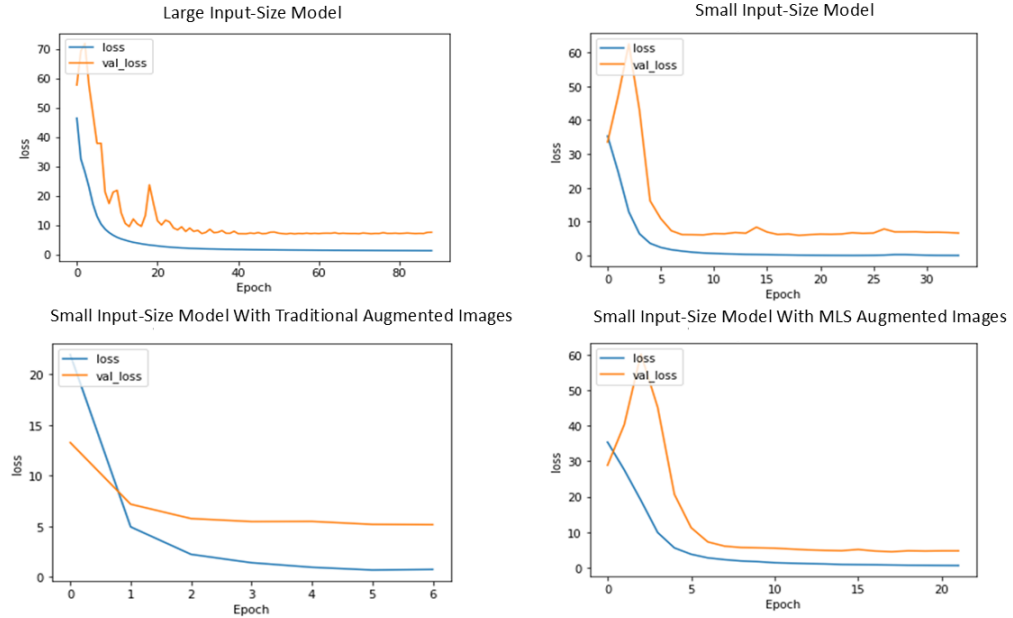 Large Input-Size Model
loss
val_loss
70
60
50
40
30
20
10
0
loss
0 20 40 60 80
Epoch
Small Input-Size Model
loss
val_loss
60
50
40
30
20
10
0
loss
0 5 10 15 20 25 30
Epoch
Small Input-Size Model With Traditional Augmented Images
loss
val_loss
20
15
10
5
0
loss
0 1 2 3 4 5 6
Epoch
Small Input-Size Model With MLS Augmented Images
loss
val_loss
60
50
40
30
20
10
0
loss
0 5 10 15 20
Epoch